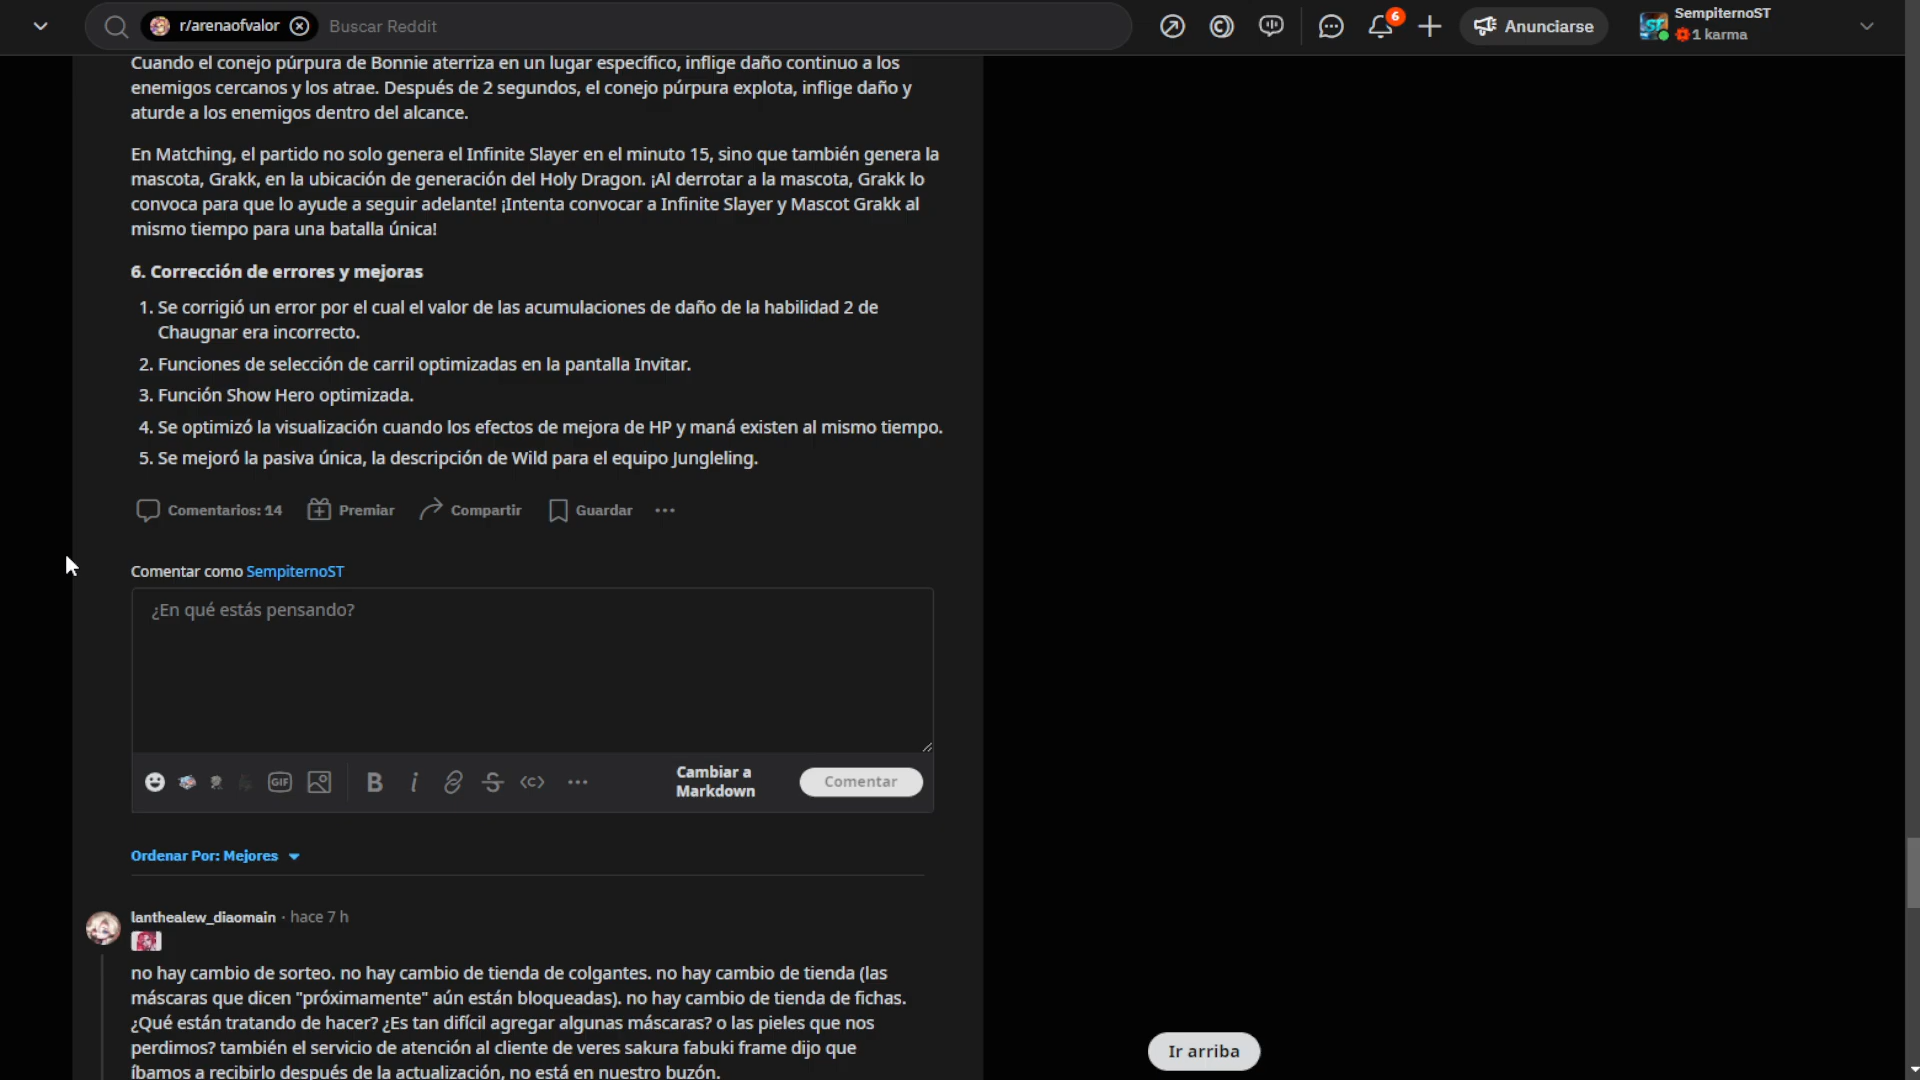 r/arenaofvalor
Buscar Reddit
6
Anunciarse
SempiternoST
1 karma
Cuando el conejo púrpura de Bonnie aterriza en un lugar específico, inflige daño continuo a los
enemigos cercanos y los atrae. Después de 2 segundos, el conejo púrpura explota, inflige daño y
aturde a los enemigos dentro del alcance.
En Matching, el partido no solo genera el Infinite Slayer en el minuto 15, sino que también genera la
mascota, Grakk, en la ubicación de generación del Holy Dragon. ¡Al derrotar a la mascota, Grakk lo
convoca para que lo ayude a seguir adelante! ¡Intenta convocar a Infinite Slayer y Mascot Grakk al
mismo tiempo para una batalla única!
6. Corrección de errores y mejoras
1. Se corrigió un error por el cual el valor de las acumulaciones de daño de la habilidad 2 de
Chaugnar era incorrecto.
2. Funciones de selección de carril optimizadas en la pantalla Invitar.
3. Función Show Hero optimizada.
4. Se optimizó la visualización cuando los efectos de mejora de HP y maná existen al mismo tiempo.
5. Se mejoró la pasiva única, la descripción de Wild para el equipo Jungleling.
Comentarios: 14
Premiar
Compartir
Guardar
Comentar como SempiternoST
¿En qué estás pensando?
GIF
B
i
Cambiar a
Markdown
Comentar
Ordenar Por: Mejores
lanthealew_diaomain · hace 7 h
no hay cambio de sorteo. no hay cambio de tienda de colgantes. no hay cambio de tienda (las
máscaras que dicen "próximamente" aún están bloqueadas). no hay cambio de tienda de fichas.
¿Qué están tratando de hacer? ¿Es tan difícil agregar algunas máscaras? o las pieles que nos
perdimos? también el servicio de atención al cliente de veres sakura fabuki frame dijo que
íbamos a recibirlo después de la actualización, no está en nuestro buzón.
Ir arriba